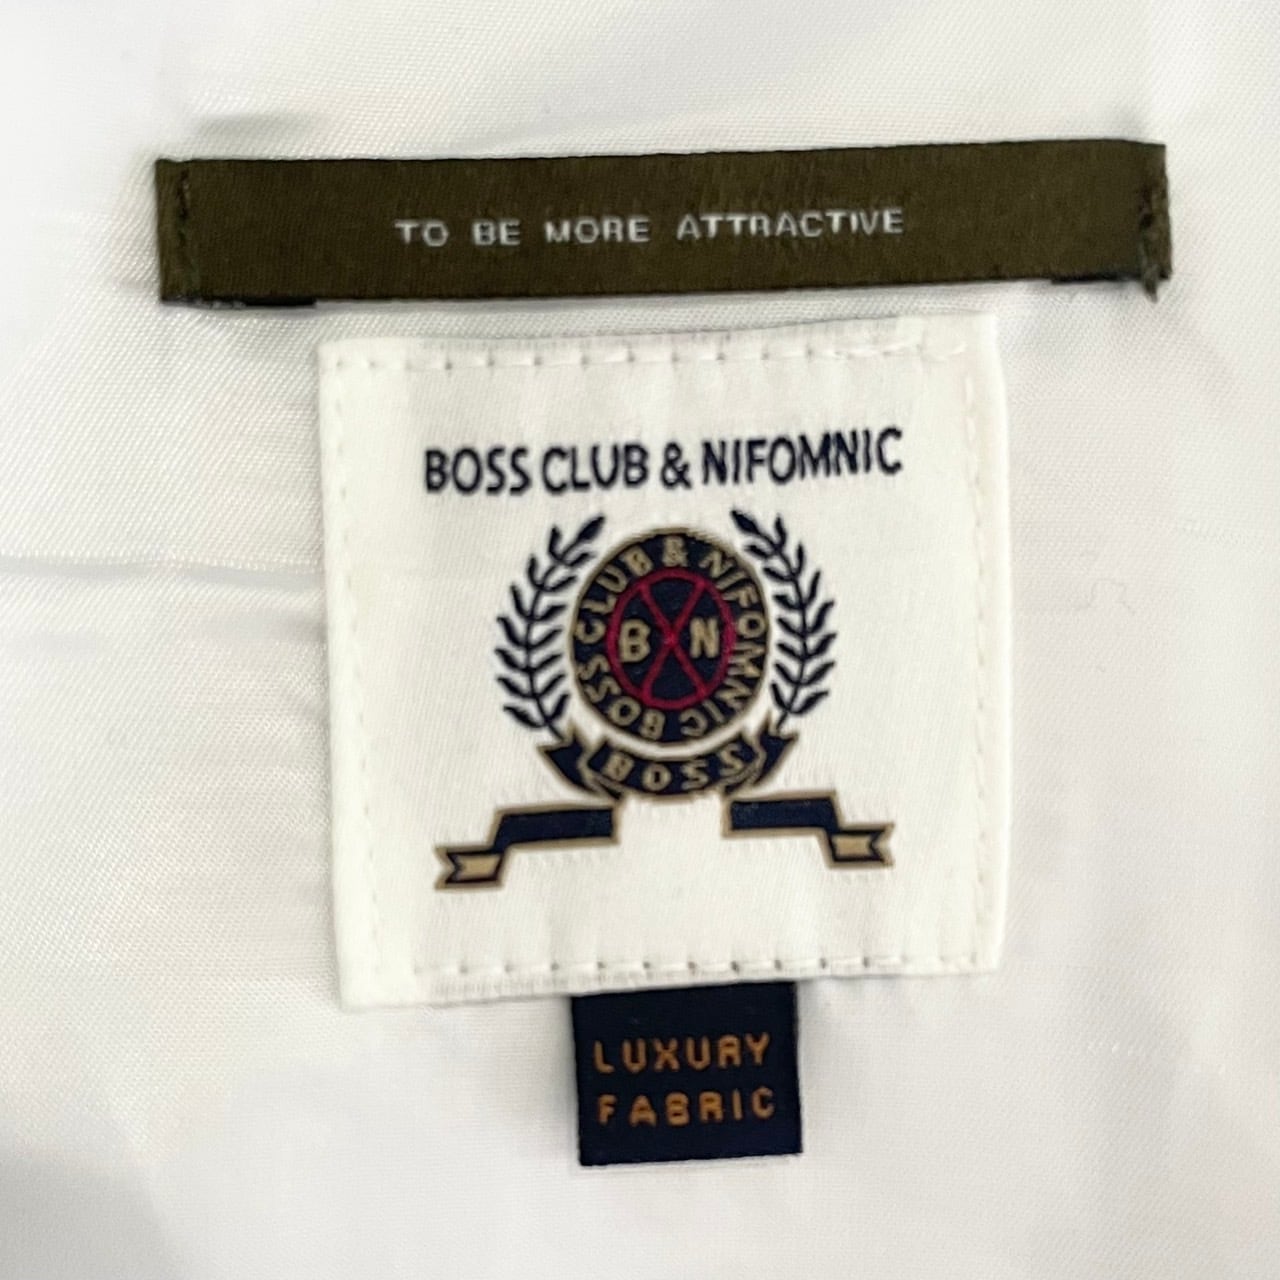 TO BE MORE ATTRACTIVE
BOSS CLUB & NIFOMNIC
BOSS CLUB & NIFOMNIC
B N
BOSS
LUXURY
FABRIC